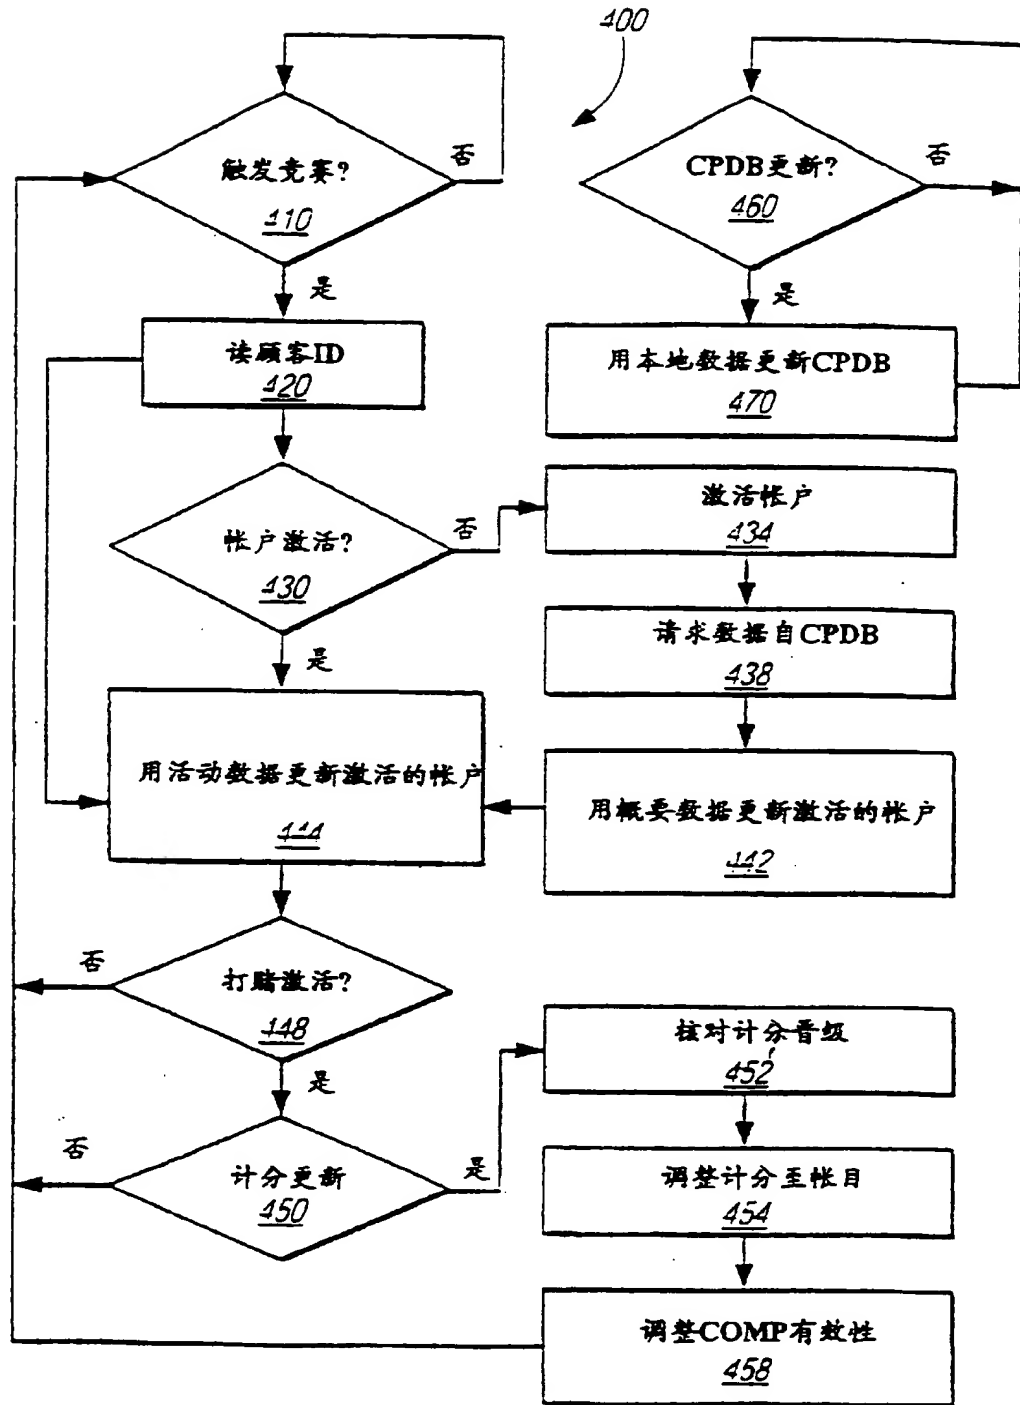 400
触发竞赛?
410
否
是
读顾客ID
420
帐户激活?
430
否
是
用活动数据更新激活的帐户
444
打赌激活?
448
否
是
计分更新
450
否
是
CPDB更新?
460
否
是
用本地数据更新CPDB
470
激活帐户
434
请求数据自CPDB
438
用概要数据更新激活的帐户
442
核对计分晋级
452
调整计分至帐目
454
调整COMP有效性
458